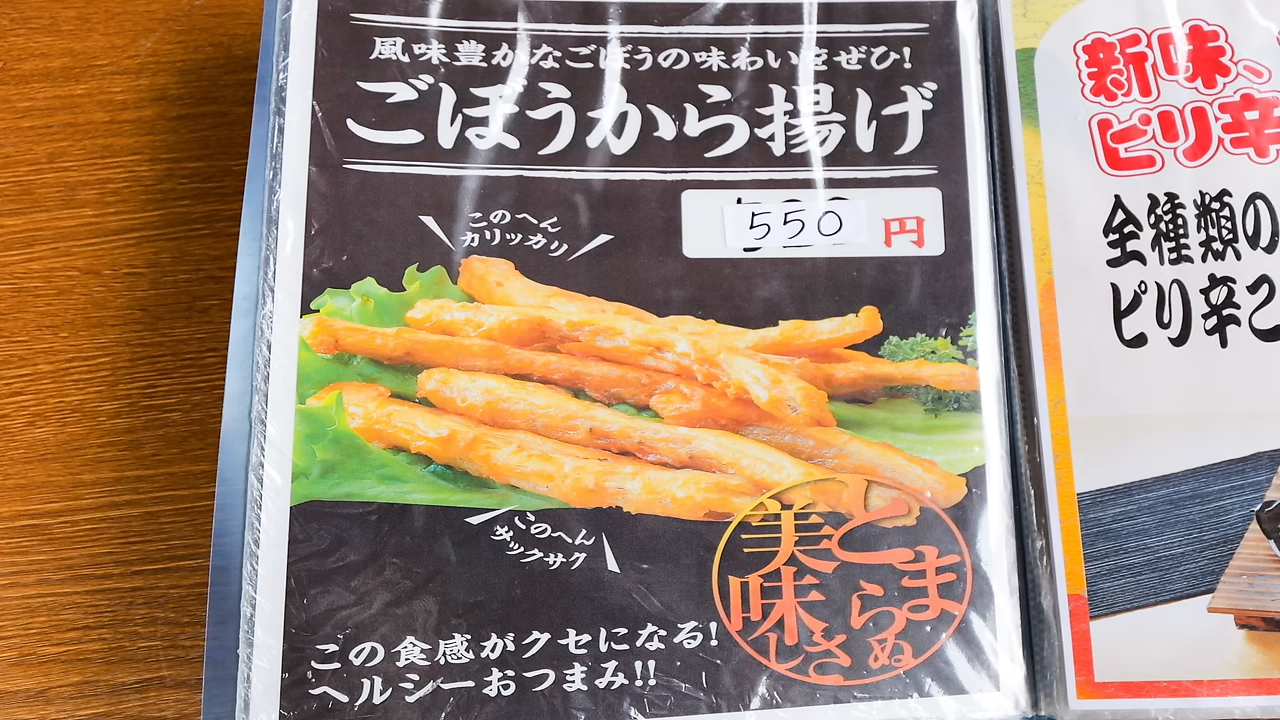 風味豊かなごぼうの味わいをぜひ!
ごぼうから揚げ
550円
このへん
カリッカリ
このへん
サックサク
とまらぬ
美味しさ
この食感がクセになる!
ヘルシーおつまみ!!
新味、
ピリ辛
全種類の
ピリ辛こ